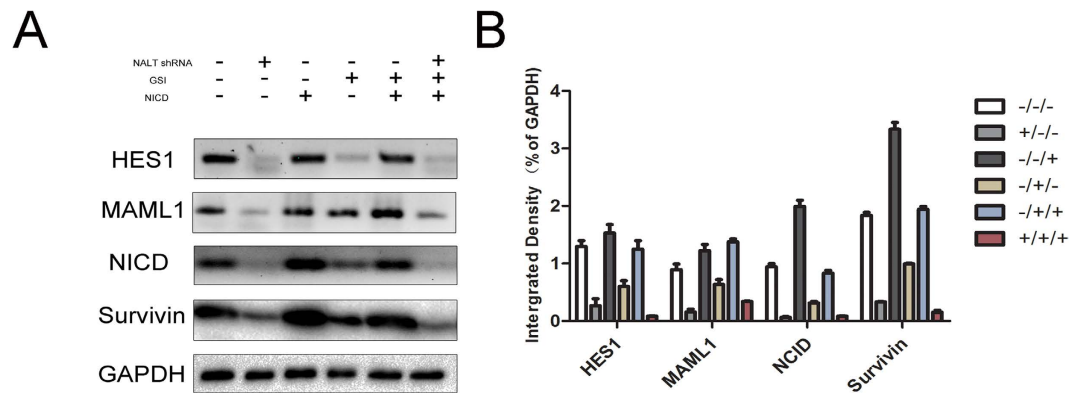 A
NALT shRNA - + - - - +
GSI - - - + + +
NICD - - + - + +
HES1
MAML1
NICD
Survivin
GAPDH
B
Intergrated Density (% of GAPDH)
4
3
2
1
0
HES1
MAML1
NCID
Survivin
-/-/-
+/-/-
-/-/+
-/+/-
-/+/+
+/+/+